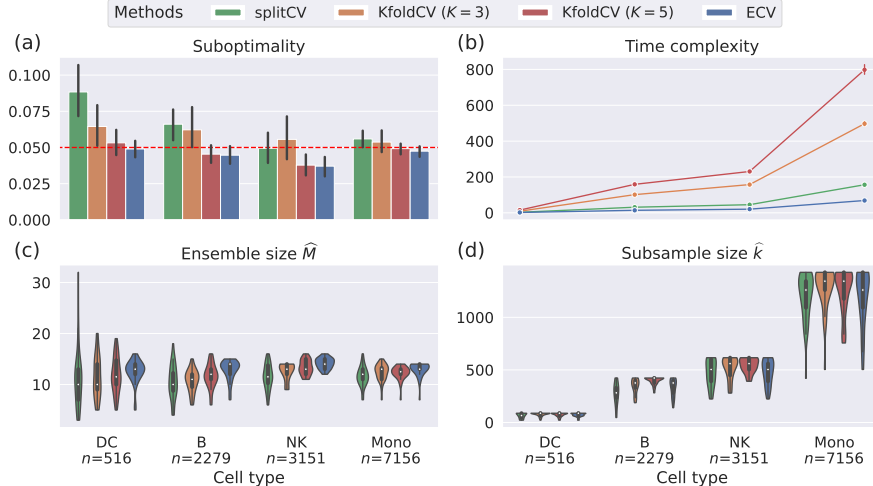 Methods splitCV KfoldCV (K = 3) KfoldCV (K = 5) ECV
(a) Suboptimality
0.100
0.075
0.050
0.025
0.000
(b) Time complexity
800
600
400
200
0
(c) Ensemble size M̂
30
20
10
DC B NK Mono
n=516 n=2279 n=3151 n=7156
Cell type
(d) Subsample size k̂
1000
500
0
DC B NK Mono
n=516 n=2279 n=3151 n=7156
Cell type